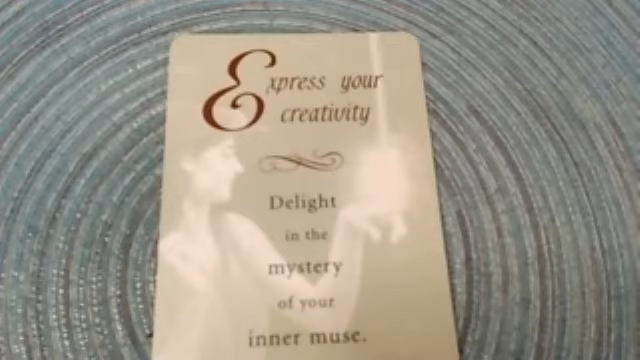 Express your
creativity
Delight
in the
mystery
of your
inner muse.